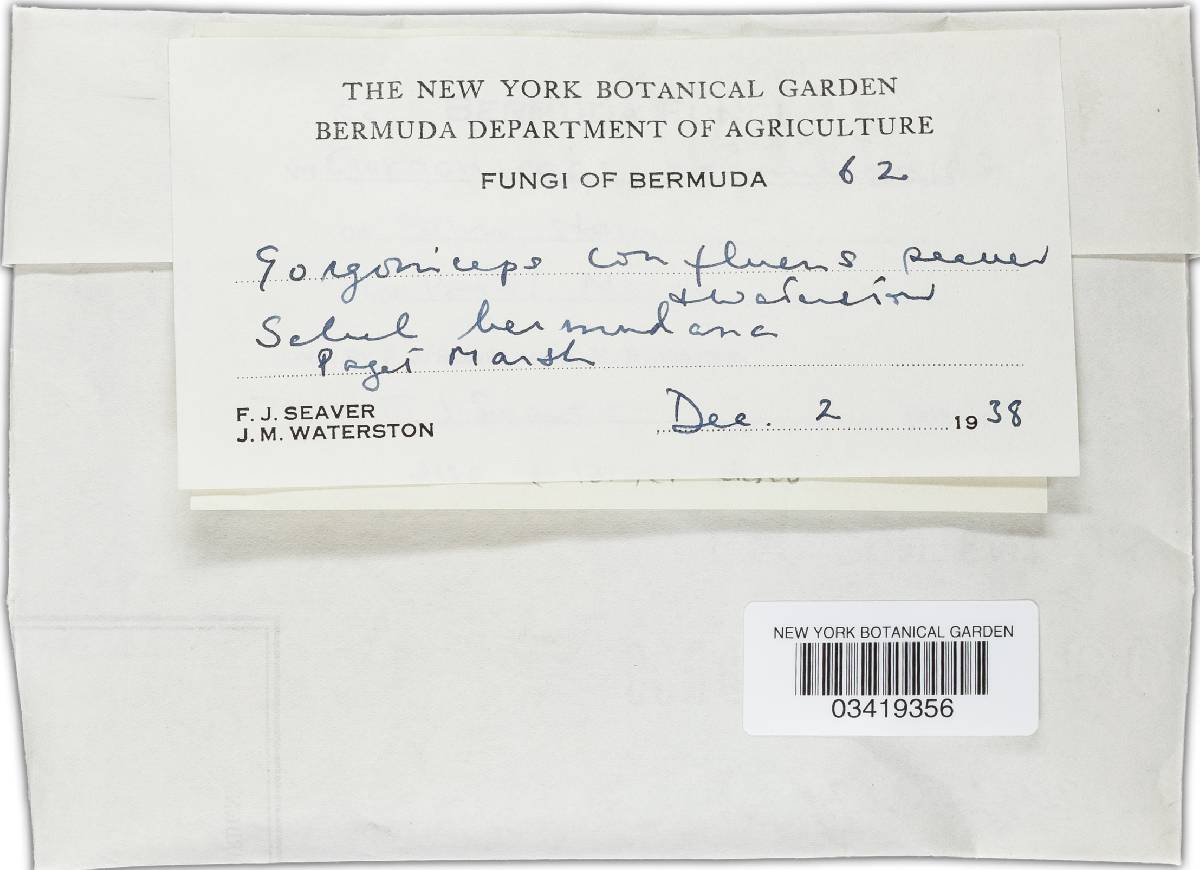 THE NEW YORK BOTANICAL GARDEN
BERMUDA DEPARTMENT OF AGRICULTURE
FUNGI OF BERMUDA 62
Gorgoniceps confluens Seaver
& Waterston
Sabal bermudana
Paget Marsh
F. J. SEAVER
J. M. WATERSTON
Dec. 2 1938
NEW YORK BOTANICAL GARDEN
03419356